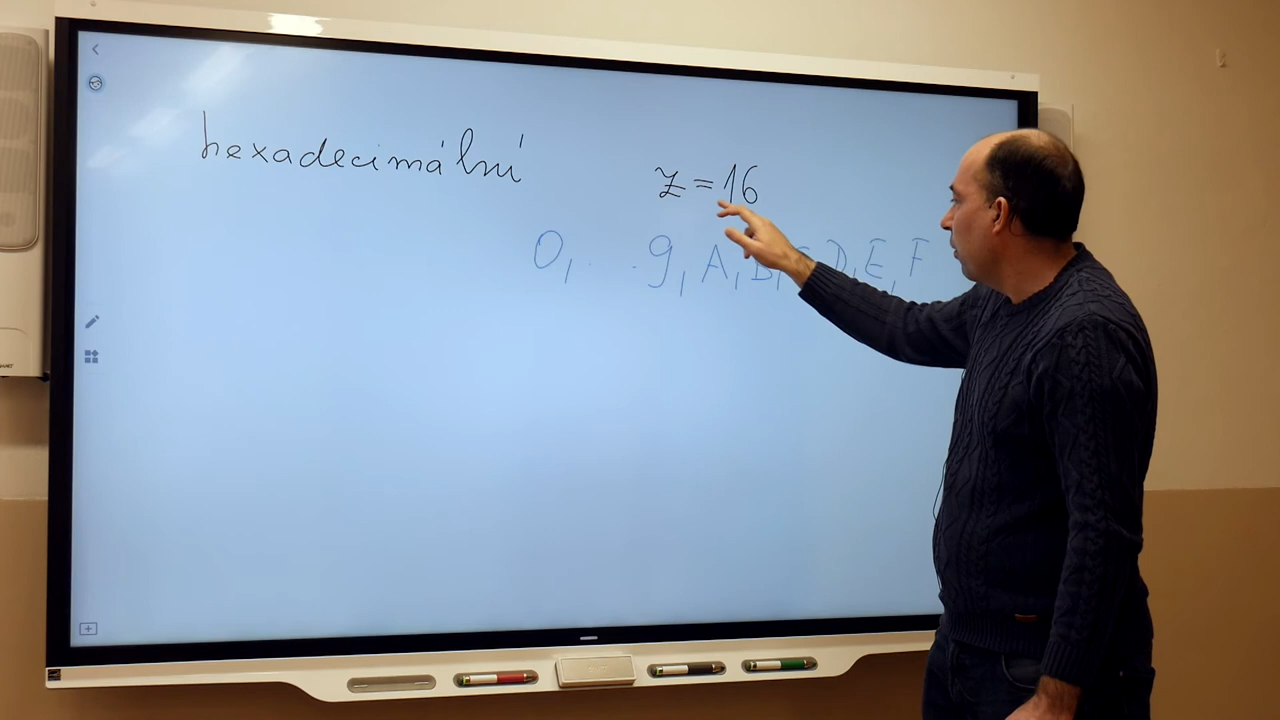 hexadecimální
z = 16
0, . . . 9, A, B, C, D, E, F